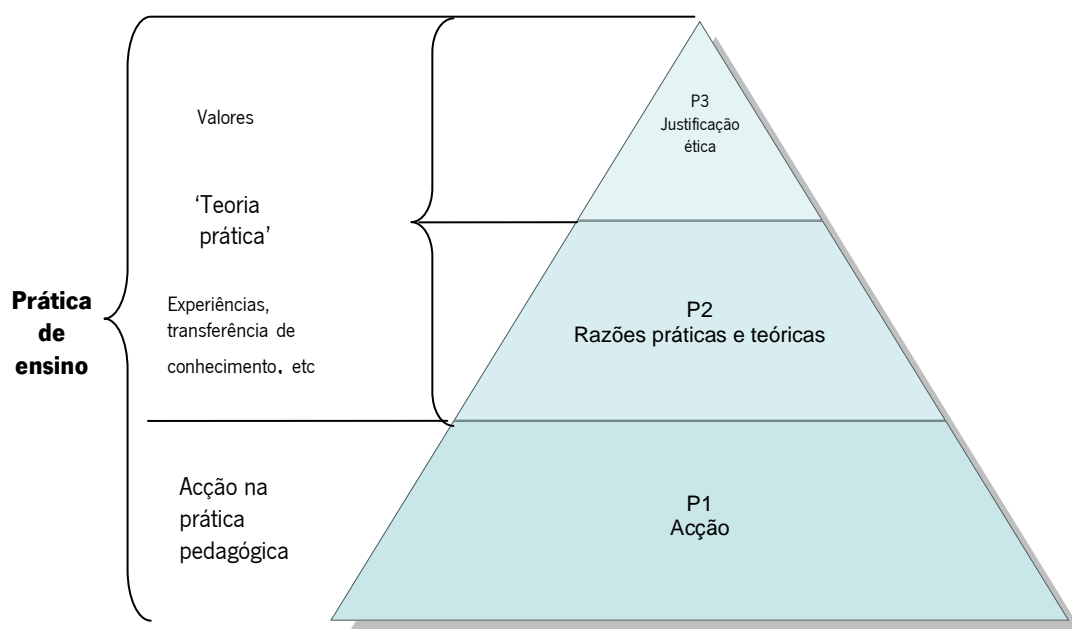 Prática
de
ensino
Valores
‘Teoria
prática’
Experiências,
transferência de
conhecimento, etc
Acção na
prática
pedagógica
P3
Justificação
ética
P2
Razões práticas e teóricas
P1
Acção